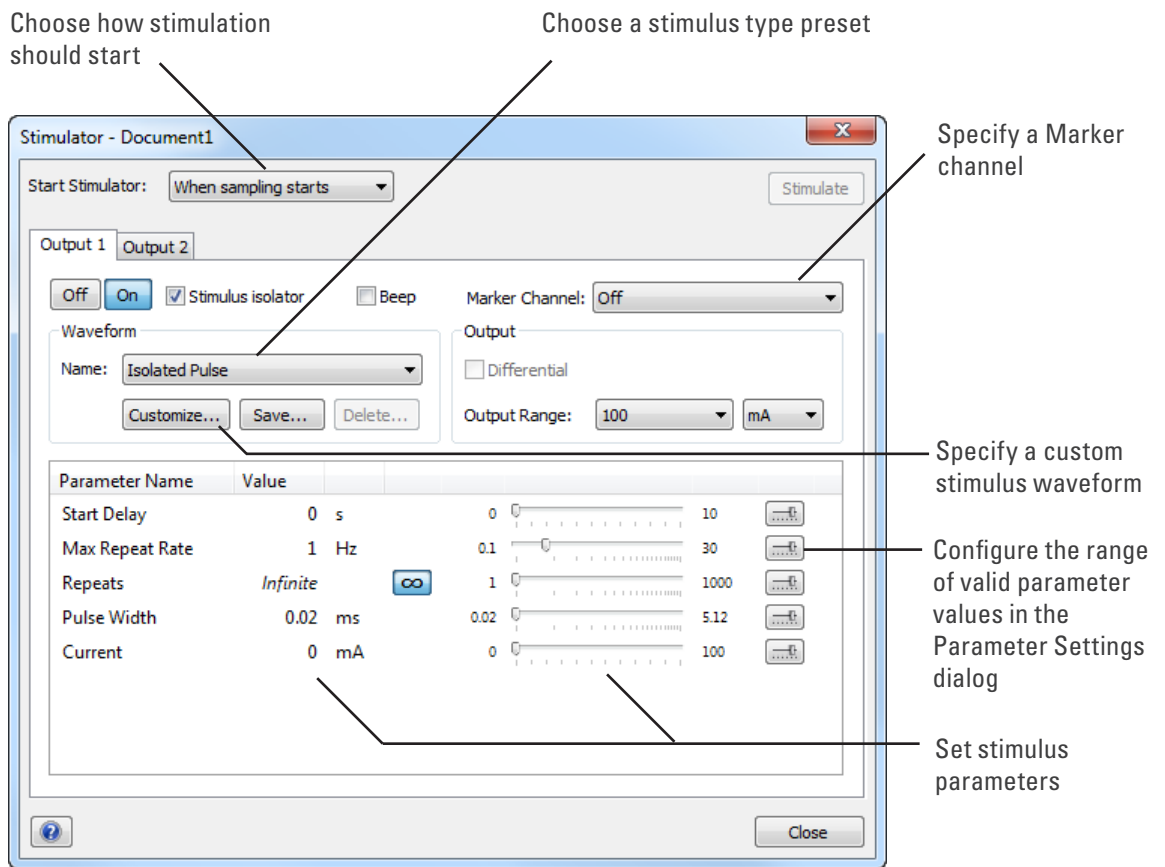 Choose how stimulation
should start
Choose a stimulus type preset
Stimulator - Document1
Specify a Marker
channel
Start Stimulator: When sampling starts Stimulate
Output 1 Output 2
Off On Stimulus isolator Beep Marker Channel: Off
Waveform Output
Name: Isolated Pulse Differential
Customize... Save... Delete... Output Range: 100 mA
Specify a custom
stimulus waveform
Parameter Name Value
Start Delay 0 s 0 10
Max Repeat Rate 1 Hz 0.1 30
Repeats Infinite ∞ 1 1000
Pulse Width 0.02 ms 0.02 5.12
Current 0 mA 0 100
Configure the range
of valid parameter
values in the
Parameter Settings
dialog
Set stimulus
parameters
? Close